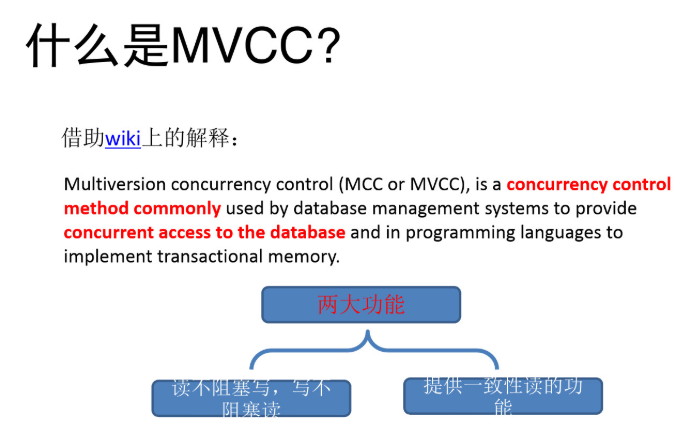 什么是MVCC?
借助wiki上的解释：
Multiversion concurrency control (MCC or MVCC), is a concurrency control
method commonly used by database management systems to provide
concurrent access to the database and in programming languages to
implement transactional memory.
两大功能
读不阻塞写，写不
阻塞读
提供一致性读的功
能